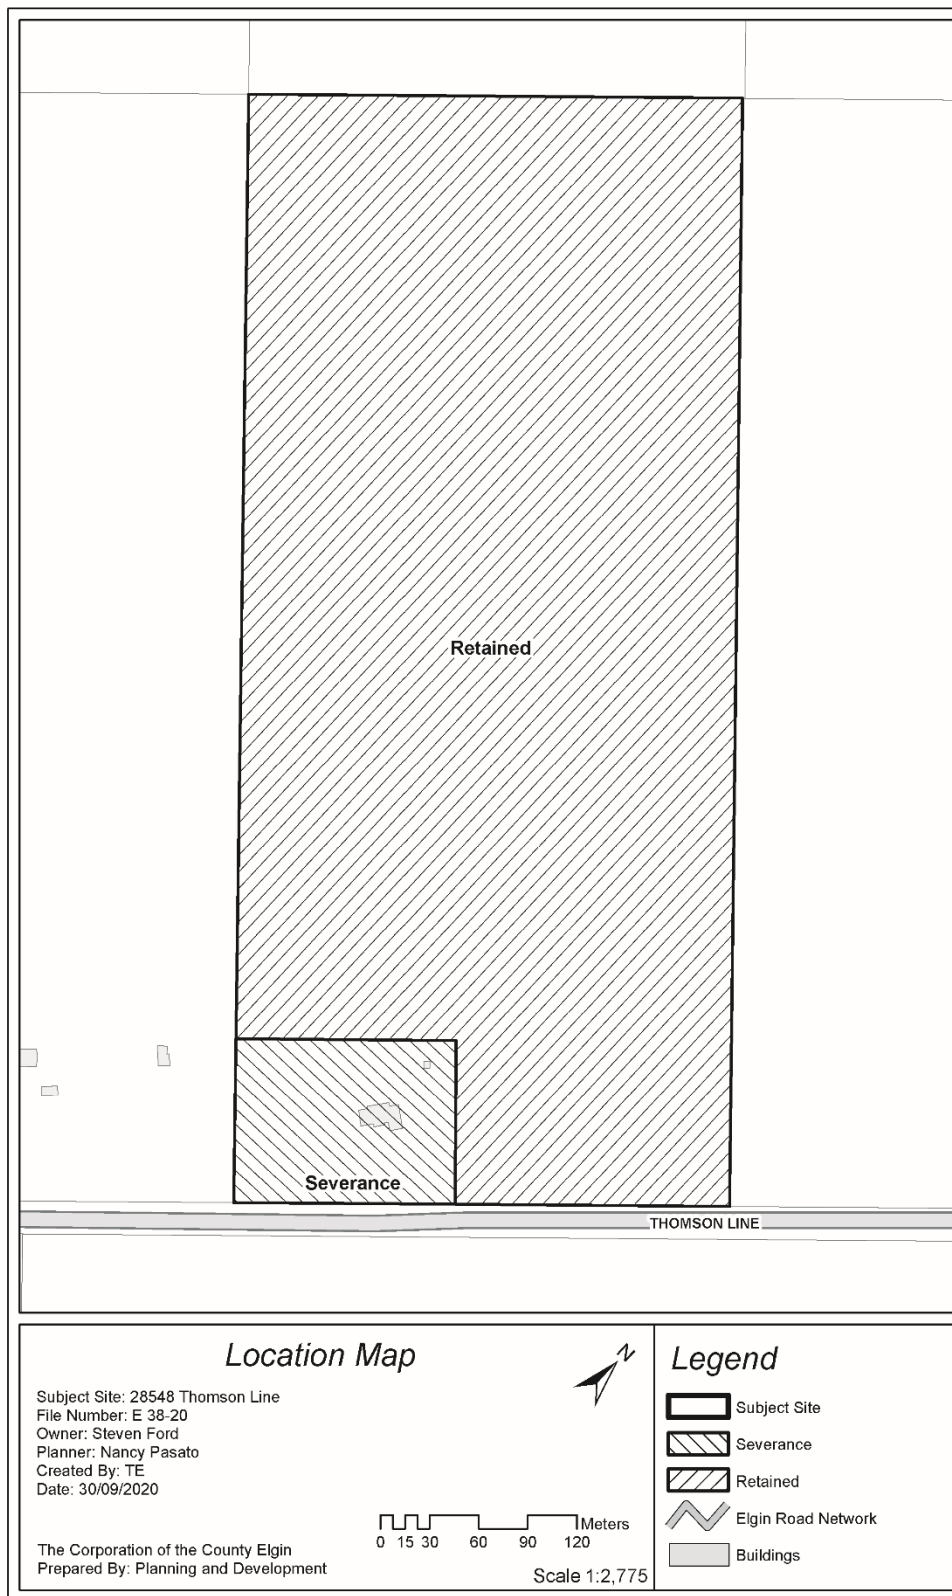 Retained
Severance
THOMSON LINE
Location Map
N
Subject Site: 28548 Thomson Line
File Number: E 38-20
Owner: Steven Ford
Planner: Nancy Pasato
Created By: TE
Date: 30/09/2020
The Corporation of the County Elgin
Prepared By: Planning and Development
Meters
0 15 30 60 90 120
Scale 1:2,775
Legend
Subject Site
Severance
Retained
Elgin Road Network
Buildings